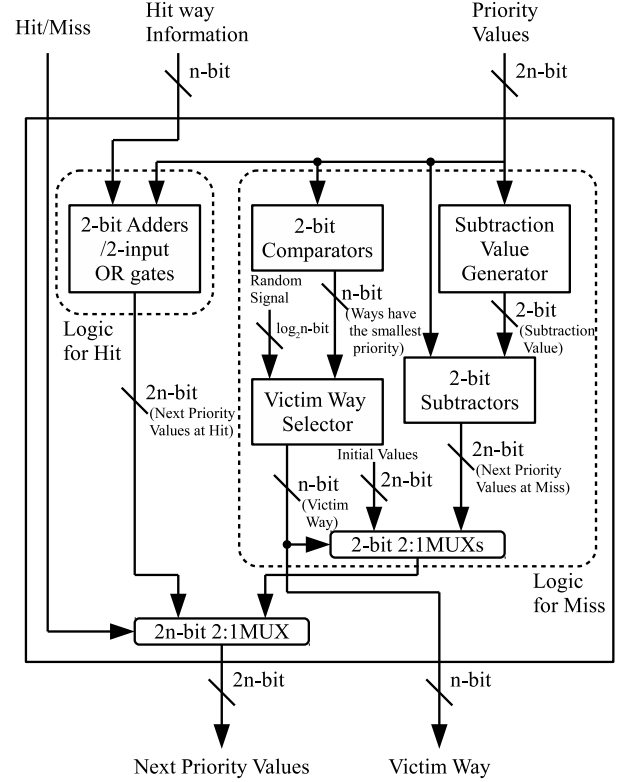 Hit/Miss
Hit way
Information
Priority
Values
n-bit
2n-bit
2-bit Adders
/2-input
OR gates
2-bit
Comparators
Subtraction
Value
Generator
Random
Signal
n-bit
(Ways have
the smallest
priority)
2-bit
(Subtraction
Value)
Logic
for Hit
log2n-bit
2n-bit
(Next Priority
Values at Hit)
Victim Way
Selector
2-bit
Subtractors
Initial Values
2n-bit
n-bit
(Victim
Way)
2n-bit
(Next Priority
Values at Miss)
2-bit 2:1MUXs
Logic
for Miss
2n-bit 2:1MUX
2n-bit
n-bit
Next Priority Values
Victim Way